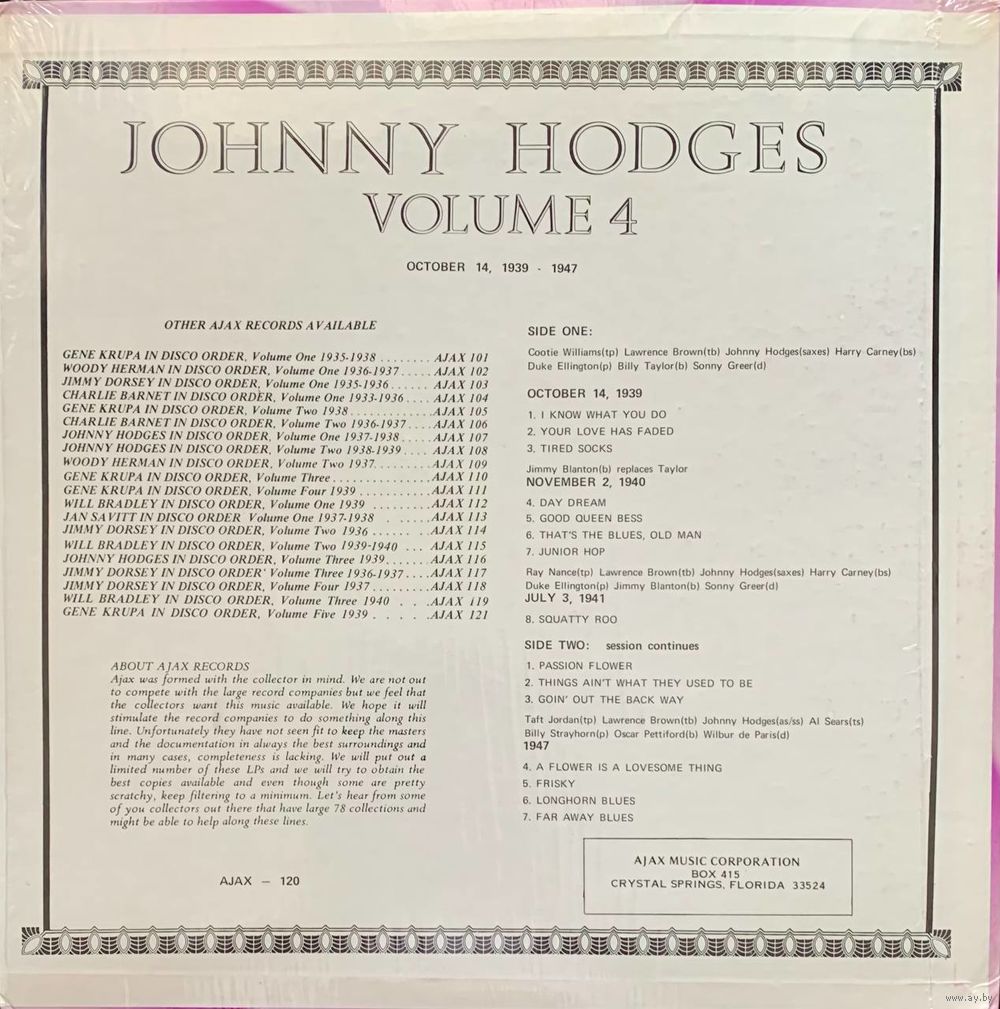 JOHNNY HODGES
VOLUME 4
OCTOBER 14, 1939 - 1947
OTHER AJAX RECORDS AVAILABLE
GENE KRUPA IN DISCO ORDER, Volume One 1935-1938 ........ AJAX 101
WOODY HERMAN IN DISCO ORDER, Volume One 1936-1937..... AJAX 102
JIMMY DORSEY IN DISCO ORDER, Volume One 1935-1936...... AJAX 103
CHARLIE BARNET IN DISCO ORDER, Volume One 1933-1936.... AJAX 104
GENE KRUPA IN DISCO ORDER, Volume Two 1938............ AJAX 105
CHARLIE BARNET IN DISCO ORDER, Volume Two 1936-1937.... AJAX 106
JOHNNY HODGES IN DISCO ORDER, Volume One 1937-1938..... AJAX 107
JOHNNY HODGES IN DISCO ORDER, Volume Two 1938-1939.... AJAX 108
WOODY HERMAN IN DISCO ORDER, Volume Two 1937......... AJAX 109
GENE KRUPA IN DISCO ORDER, Volume Three ............... AJAX 110
GENE KRUPA IN DISCO ORDER, Volume Four 1939 ........... AJAX 111
WILL BRADLEY IN DISCO ORDER, Volume One 1939 .......... AJAX 112
JAN SAVITT IN DISCO ORDER Volume One 1937-1938 . ...... AJAX 113
JIMMY DORSEY IN DISCO ORDER, Volume Two 1936 ......... AJAX 114
WILL BRADLEY IN DISCO ORDER, Volume Two 1939-1940 ... AJAX 115
JOHNNY HODGES IN DISCO ORDER, Volume Three 1939....... AJAX 116
JIMMY DORSEY IN DISCO ORDER' Volume Three 1936-1937.... AJAX 117
JIMMY DORSEY IN DISCO ORDER, Volume Four 1937 ......... AJAX 118
WILL BRADLEY IN DISCO ORDER, Volume Three 1940 . . . AJAX 119
GENE KRUPA IN DISCO ORDER, Volume Five 1939 . . . . . AJAX 121
ABOUT AJAX RECORDS
Ajax was formed with the collector in mind. We are not out
to compete with the large record companies but we feel that
the collectors want this music available. We hope it will
stimulate the record companies to do something along this
line. Unfortunately they have not seen fit to keep the masters
and the documentation in always the best surroundings and
in many cases, completeness is lacking. We will put out a
limited number of these LPs and we will try to obtain the
best copies available and even though some are pretty
scratchy, keep filtering to a minimum. Let's hear from some
of you collectors out there that have large 78 collections and
might be able to help along these lines.
AJAX — 120
SIDE ONE:
Cootie Williams(tp) Lawrence Brown(tb) Johnny Hodges(saxes) Harry Carney(bs)
Duke Ellington(p) Billy Taylor(b) Sonny Greer(d)
OCTOBER 14, 1939
1. I KNOW WHAT YOU DO
2. YOUR LOVE HAS FADED
3. TIRED SOCKS
Jimmy Blanton(b) replaces Taylor
NOVEMBER 2, 1940
4. DAY DREAM
5. GOOD QUEEN BESS
6. THAT'S THE BLUES, OLD MAN
7. JUNIOR HOP
Ray Nance(tp) Lawrence Brown(tb) Johnny Hodges(saxes) Harry Carney(bs)
Duke Ellington(p) Jimmy Blanton(b) Sonny Greer(d)
JULY 3, 1941
8. SQUATTY ROO
SIDE TWO: session continues
1. PASSION FLOWER
2. THINGS AIN'T WHAT THEY USED TO BE
3. GOIN' OUT THE BACK WAY
Taft Jordan(tp) Lawrence Brown(tb) Johnny Hodges(as/ss) Al Sears(ts)
Billy Strayhorn(p) Oscar Pettiford(b) Wilbur de Paris(d)
1947
4. A FLOWER IS A LOVESOME THING
5. FRISKY
6. LONGHORN BLUES
7. FAR AWAY BLUES
AJAX MUSIC CORPORATION
BOX 415
CRYSTAL SPRINGS, FLORIDA 33524
www.ay.by